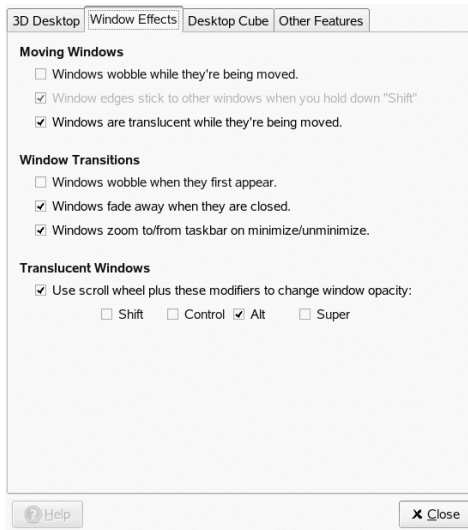 3D Desktop Window Effects Desktop Cube Other Features
Moving Windows
Windows wobble while they're being moved.
Window edges stick to other windows when you hold down "Shift"
Windows are translucent while they're being moved.
Window Transitions
Windows wobble when they first appear.
Windows fade away when they are closed.
Windows zoom to/from taskbar on minimize/unminimize.
Translucent Windows
Use scroll wheel plus these modifiers to change window opacity:
Shift Control Alt Super
Help Close